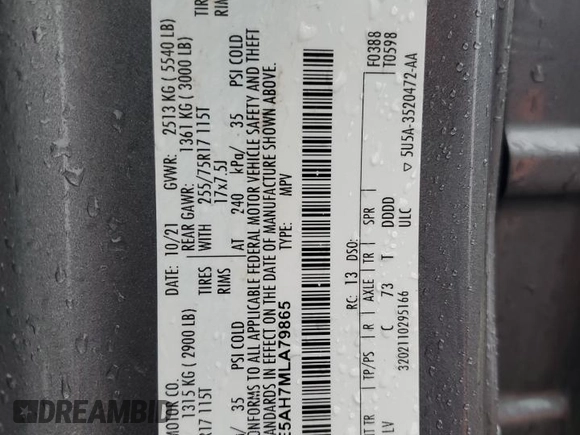 MOTOR CO.
DATE: 10/21 GVWR: 2513 KG ( 5540 LB)
1315 KG ( 2900 LB) REAR GAWR: 1361 KG ( 3000 LB)
R17 115T TIRES WITH 255/75R17 115T TIRE
RIMS 17x7.5J RIMS
/ 35 PSI COLD AT 240 kPa/ 35 PSI COLD
ONFORMS TO ALL APPLICABLE FEDERAL MOTOR VEHICLE SAFETY AND THEFT
STANDARDS IN EFFECT ON THE DATE OF MANUFACTURE SHOWN ABOVE.
E5AH7MLA79865 TYPE: MPV
F0388
T0598
RC: 13 DSO:
TR TP/PS R AXLE TR SPR
LV C 73 T DDDD
ULC ▽ 5U5A-3520472-AA
3202110295166
DREAMBID